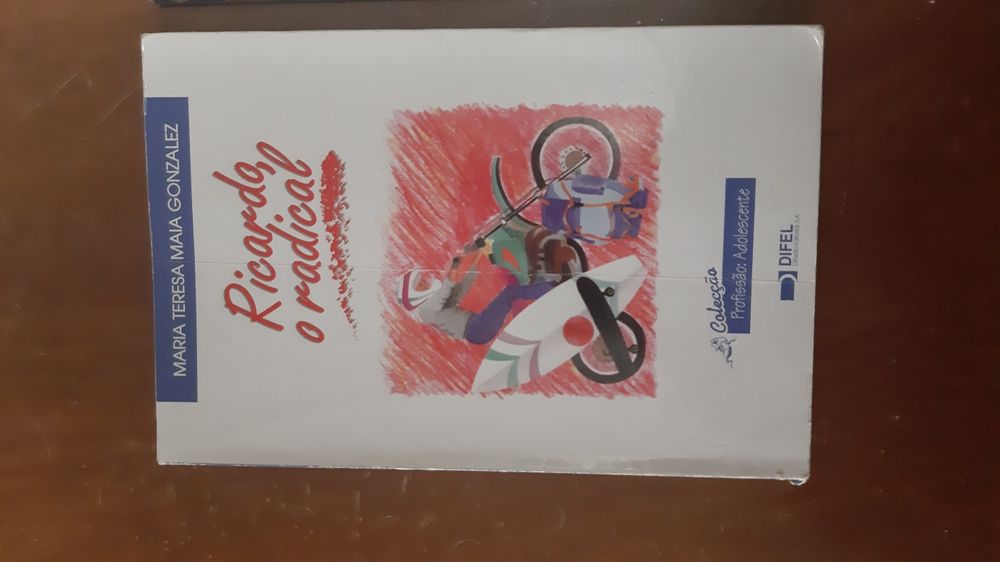 MARIA TERESA MAIA GONZALEZ
Ricardo,
o radical
Colecção
Profissão: Adolescente
DIFEL